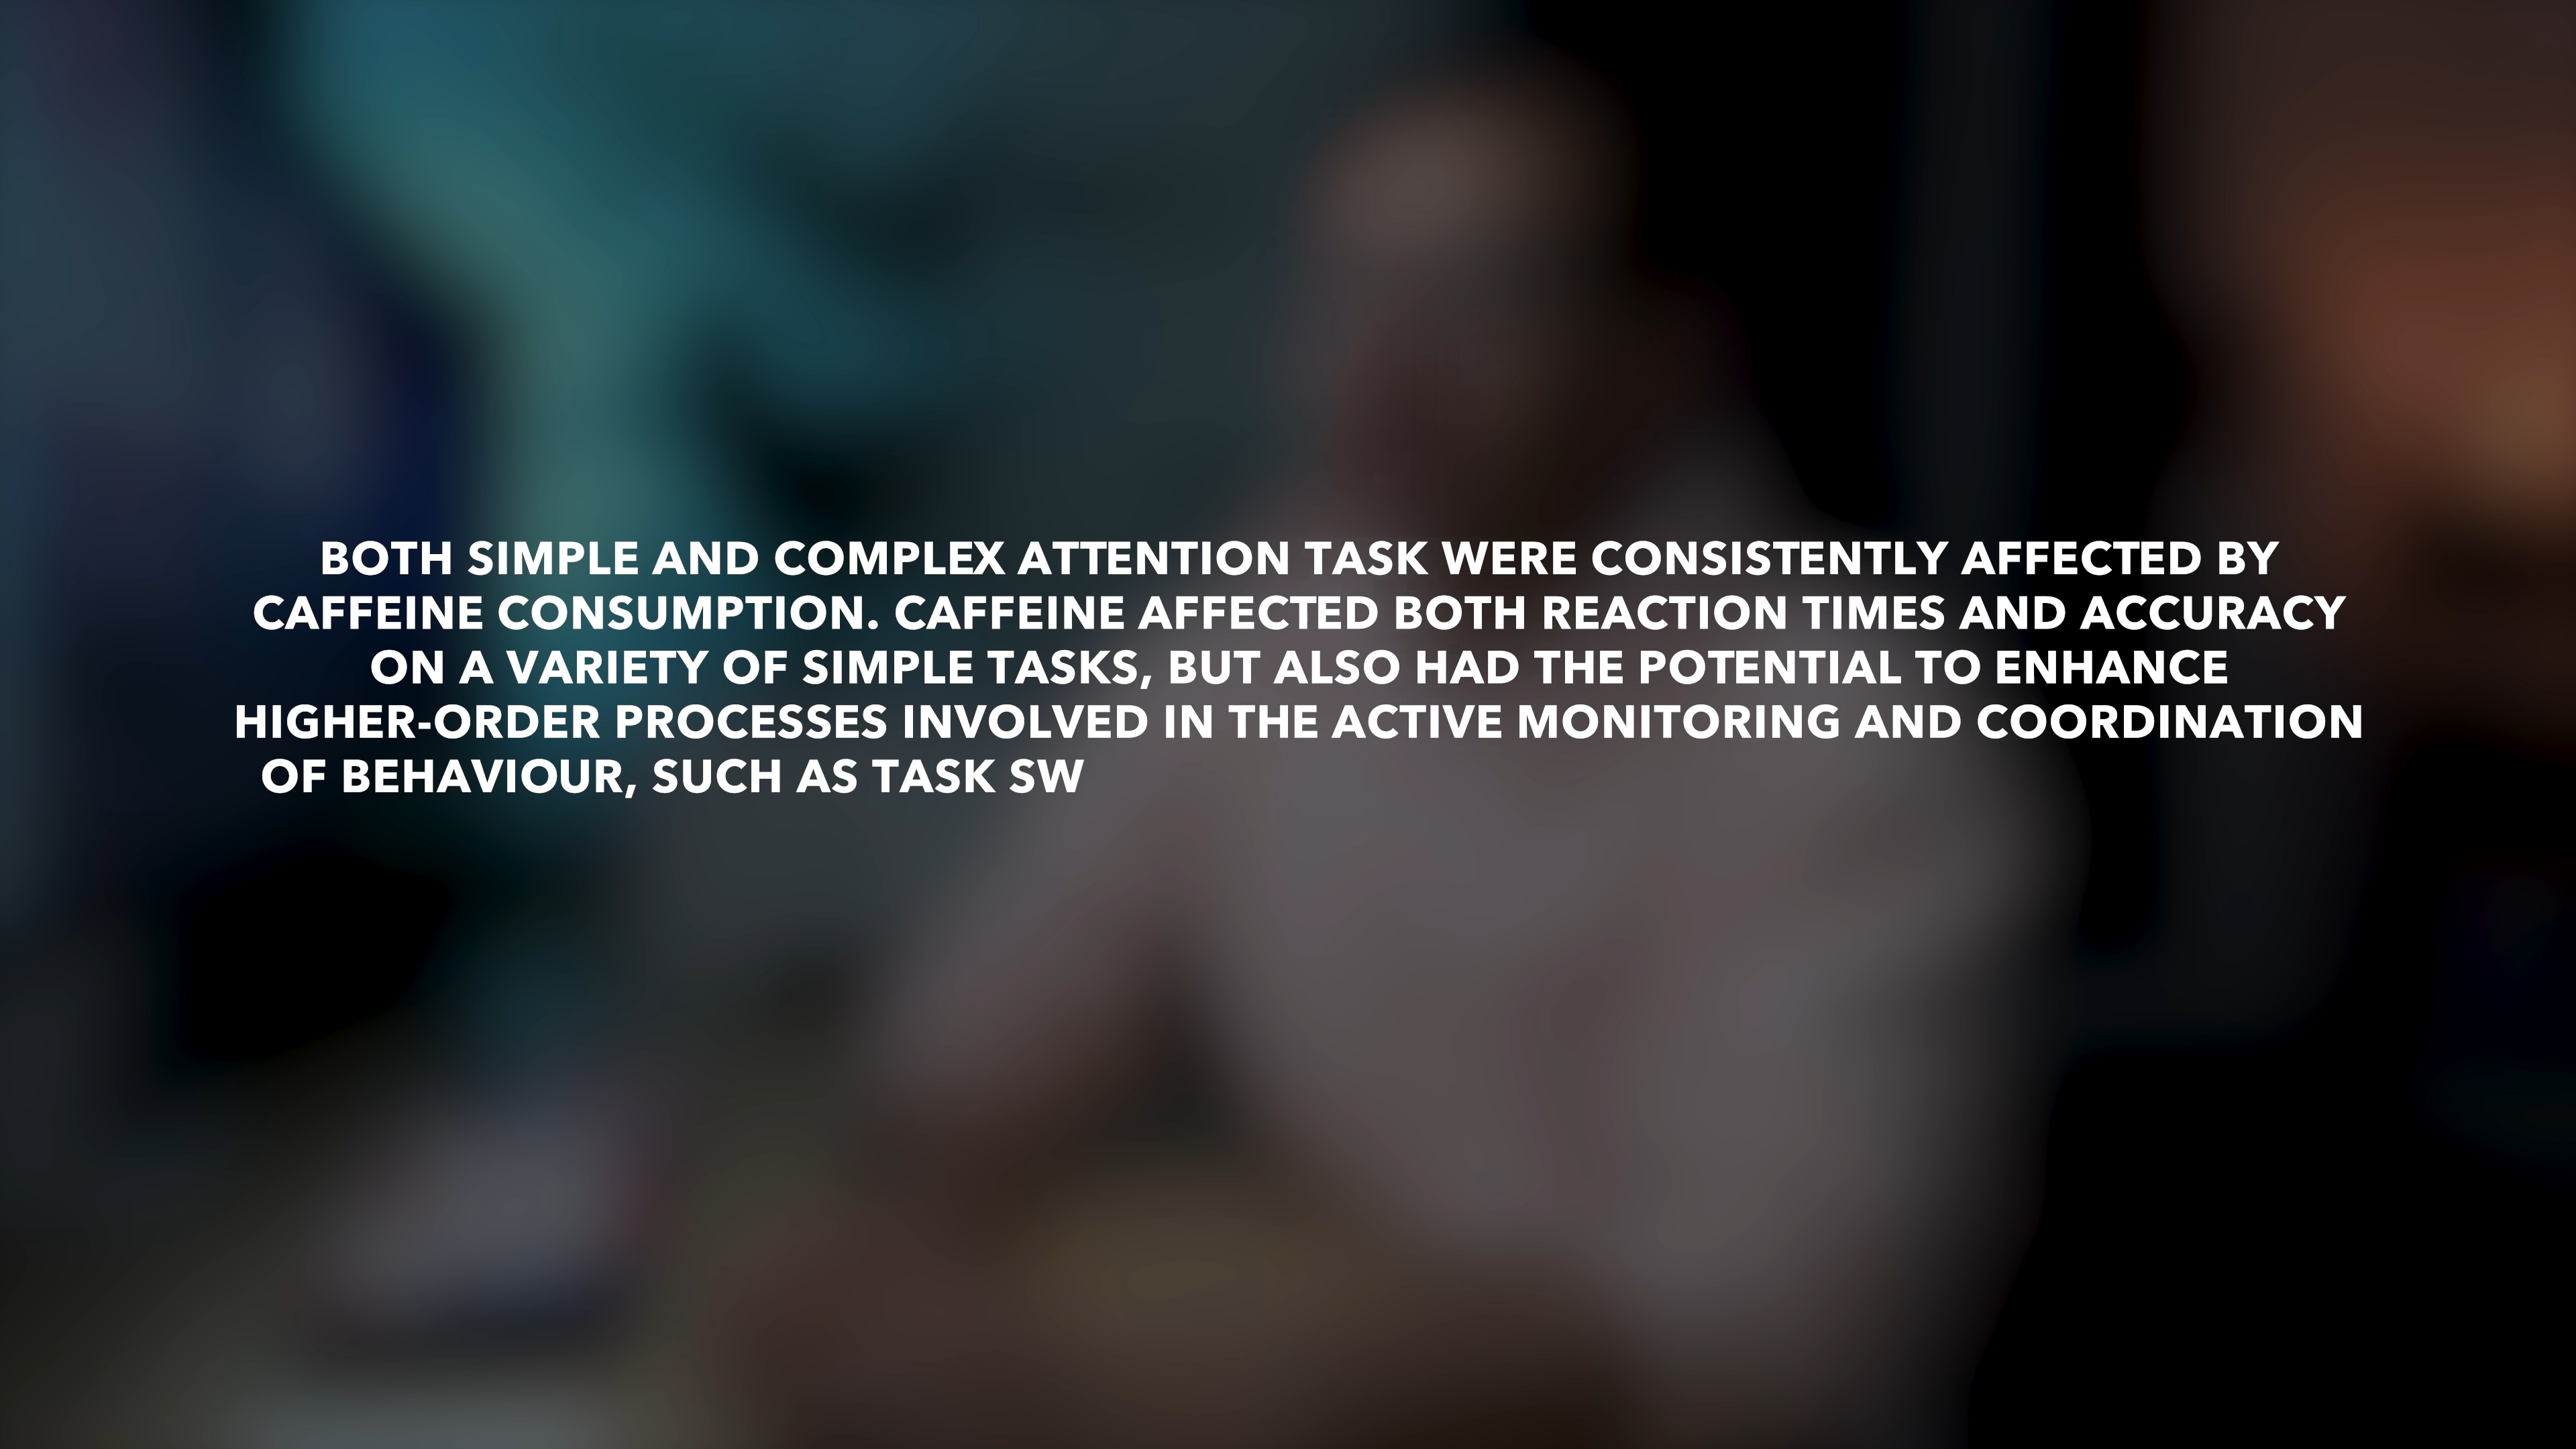 BOTH SIMPLE AND COMPLEX ATTENTION TASK WERE CONSISTENTLY AFFECTED BY
CAFFEINE CONSUMPTION. CAFFEINE AFFECTED BOTH REACTION TIMES AND ACCURACY
ON A VARIETY OF SIMPLE TASKS, BUT ALSO HAD THE POTENTIAL TO ENHANCE
HIGHER-ORDER PROCESSES INVOLVED IN THE ACTIVE MONITORING AND COORDINATION
OF BEHAVIOUR, SUCH AS TASK SW